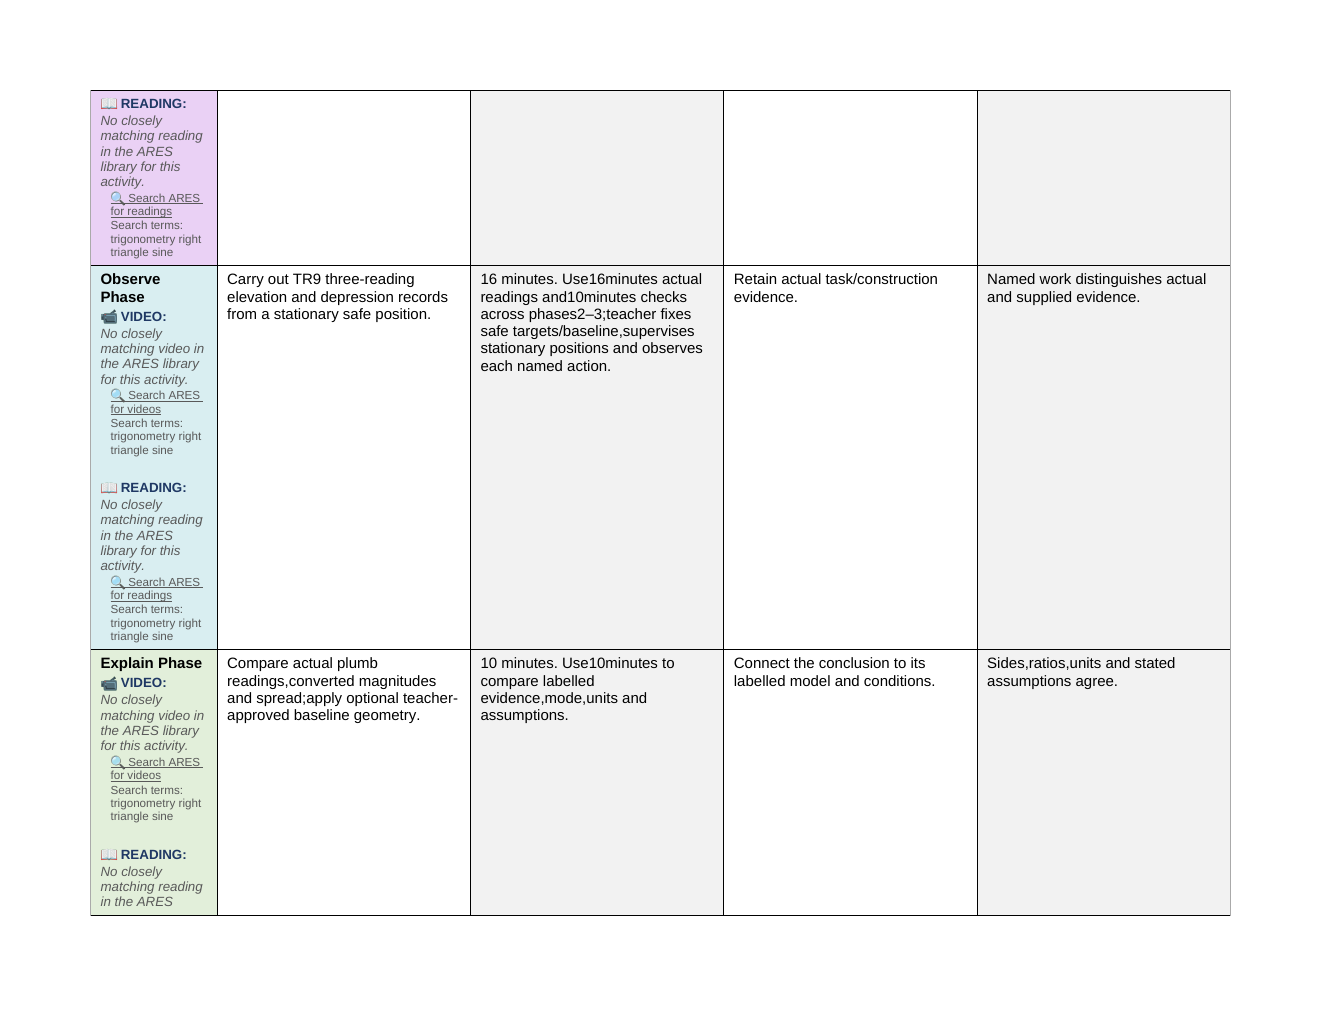 📖 READING:
No closely
matching reading
in the ARES
library for this
activity.
🔍 Search ARES
for readings
Search terms:
trigonometry right
triangle sine
Observe
Phase
📹 VIDEO:
No closely
matching video in
the ARES library
for this activity.
🔍 Search ARES
for videos
Search terms:
trigonometry right
triangle sine
📖 READING:
No closely
matching reading
in the ARES
library for this
activity.
🔍 Search ARES
for readings
Search terms:
trigonometry right
triangle sine
Carry out TR9 three-reading
elevation and depression records
from a stationary safe position.
16 minutes. Use16minutes actual
readings and10minutes checks
across phases2–3;teacher fixes
safe targets/baseline,supervises
stationary positions and observes
each named action.
Retain actual task/construction
evidence.
Named work distinguishes actual
and supplied evidence.
Explain Phase
📹 VIDEO:
No closely
matching video in
the ARES library
for this activity.
🔍 Search ARES
for videos
Search terms:
trigonometry right
triangle sine
📖 READING:
No closely
matching reading
in the ARES
Compare actual plumb
readings,converted magnitudes
and spread;apply optional teacher-
approved baseline geometry.
10 minutes. Use10minutes to
compare labelled
evidence,mode,units and
assumptions.
Connect the conclusion to its
labelled model and conditions.
Sides,ratios,units and stated
assumptions agree.